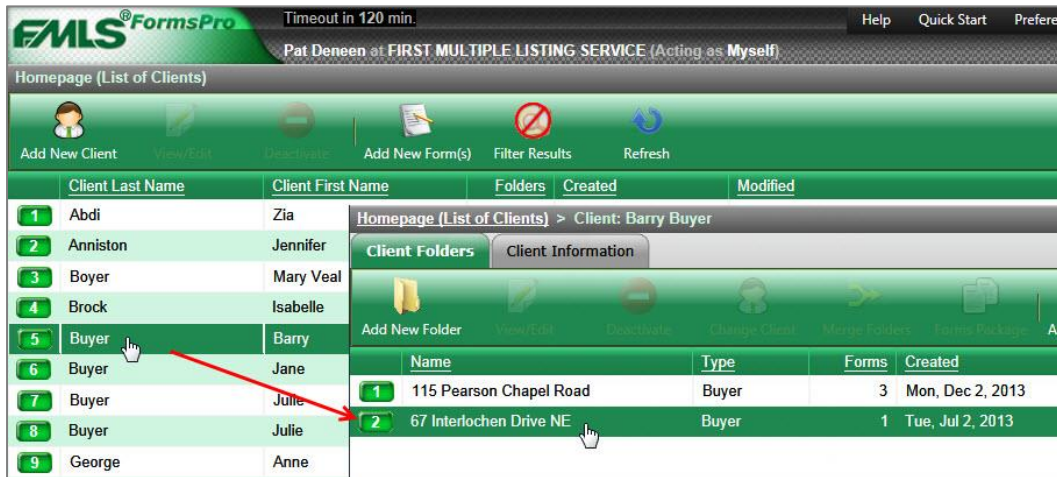 FMLS®FormsPro
Timeout in 120 min.
Help Quick Start Prefere
Pat Deneen at FIRST MULTIPLE LISTING SERVICE (Acting as Myself)
Homepage (List of Clients)
Add New Client View/Edit Deactivate Add New Form(s) Filter Results Refresh
Client Last Name Client First Name Folders Created Modified
1 Abdi Zia
2 Anniston Jennifer
3 Boyer Mary Veal
4 Brock Isabelle
5 Buyer Barry
6 Buyer Jane
7 Buyer Julie
8 Buyer Julie
9 George Anne
Homepage (List of Clients) > Client: Barry Buyer
Client Folders Client Information
Add New Folder View/Edit Deactivate Change Client Merge Folders Forms Package A
Name Type Forms Created
1 115 Pearson Chapel Road Buyer 3 Mon, Dec 2, 2013
2 67 Interlochen Drive NE Buyer 1 Tue, Jul 2, 2013